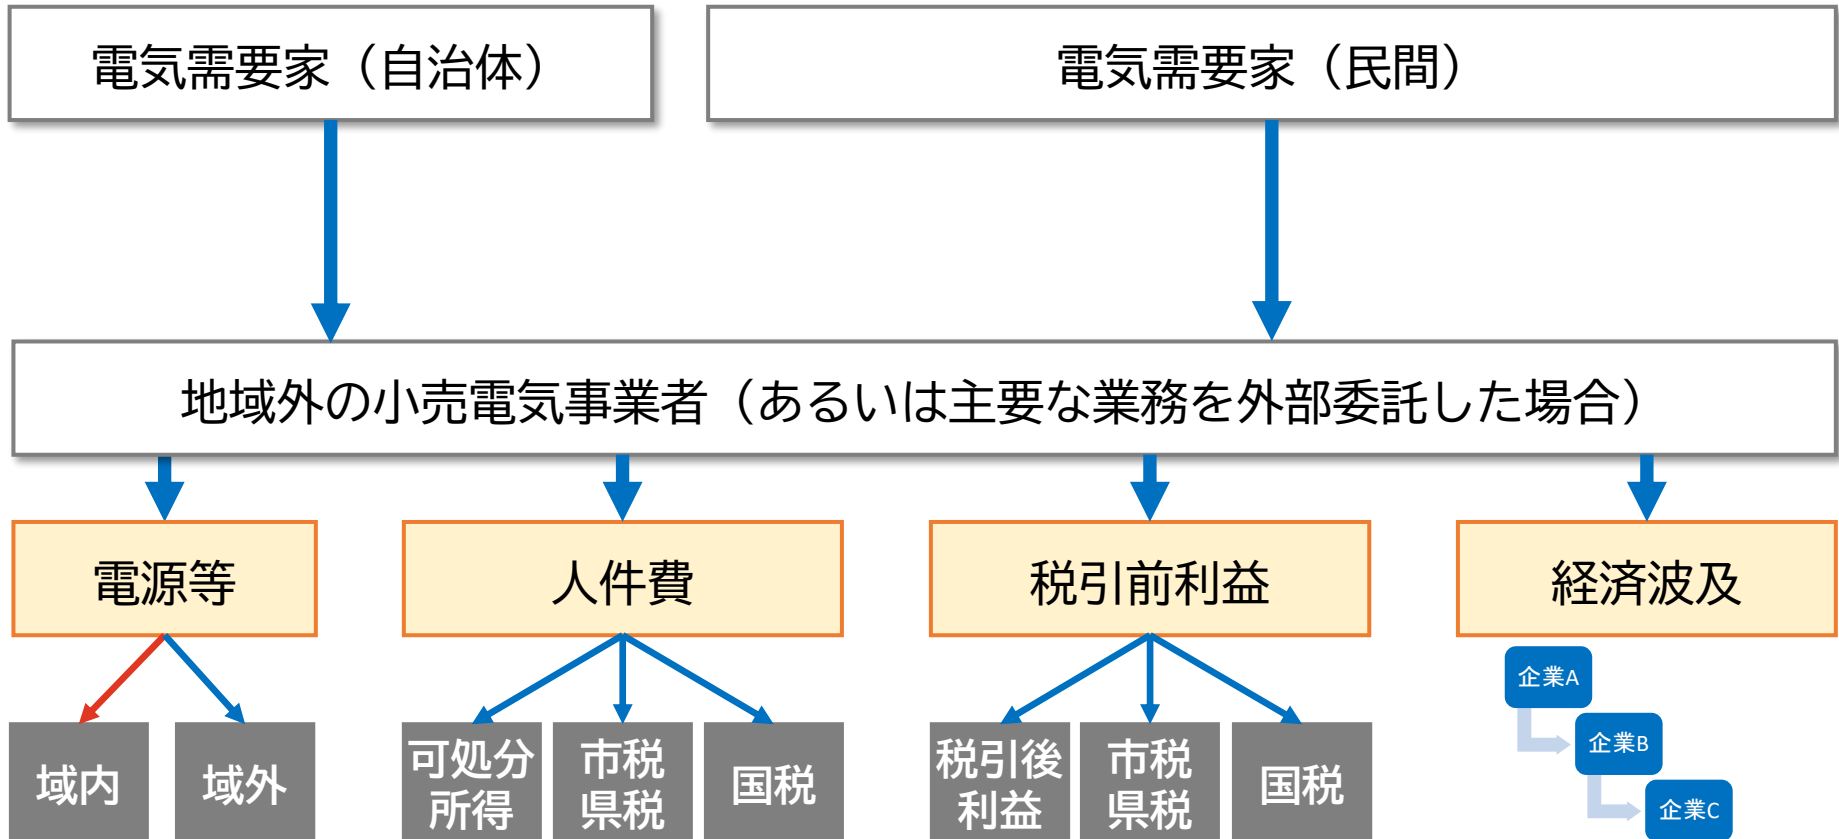 電気需要家（自治体）
電気需要家（民間）
地域外の小売電気事業者（あるいは主要な業務を外部委託した場合）
電源等
人件費
税引前利益
経済波及
域内
域外
可処分
所得
市税
県税
国税
税引後
利益
市税
県税
国税
企業A
企業B
企業C